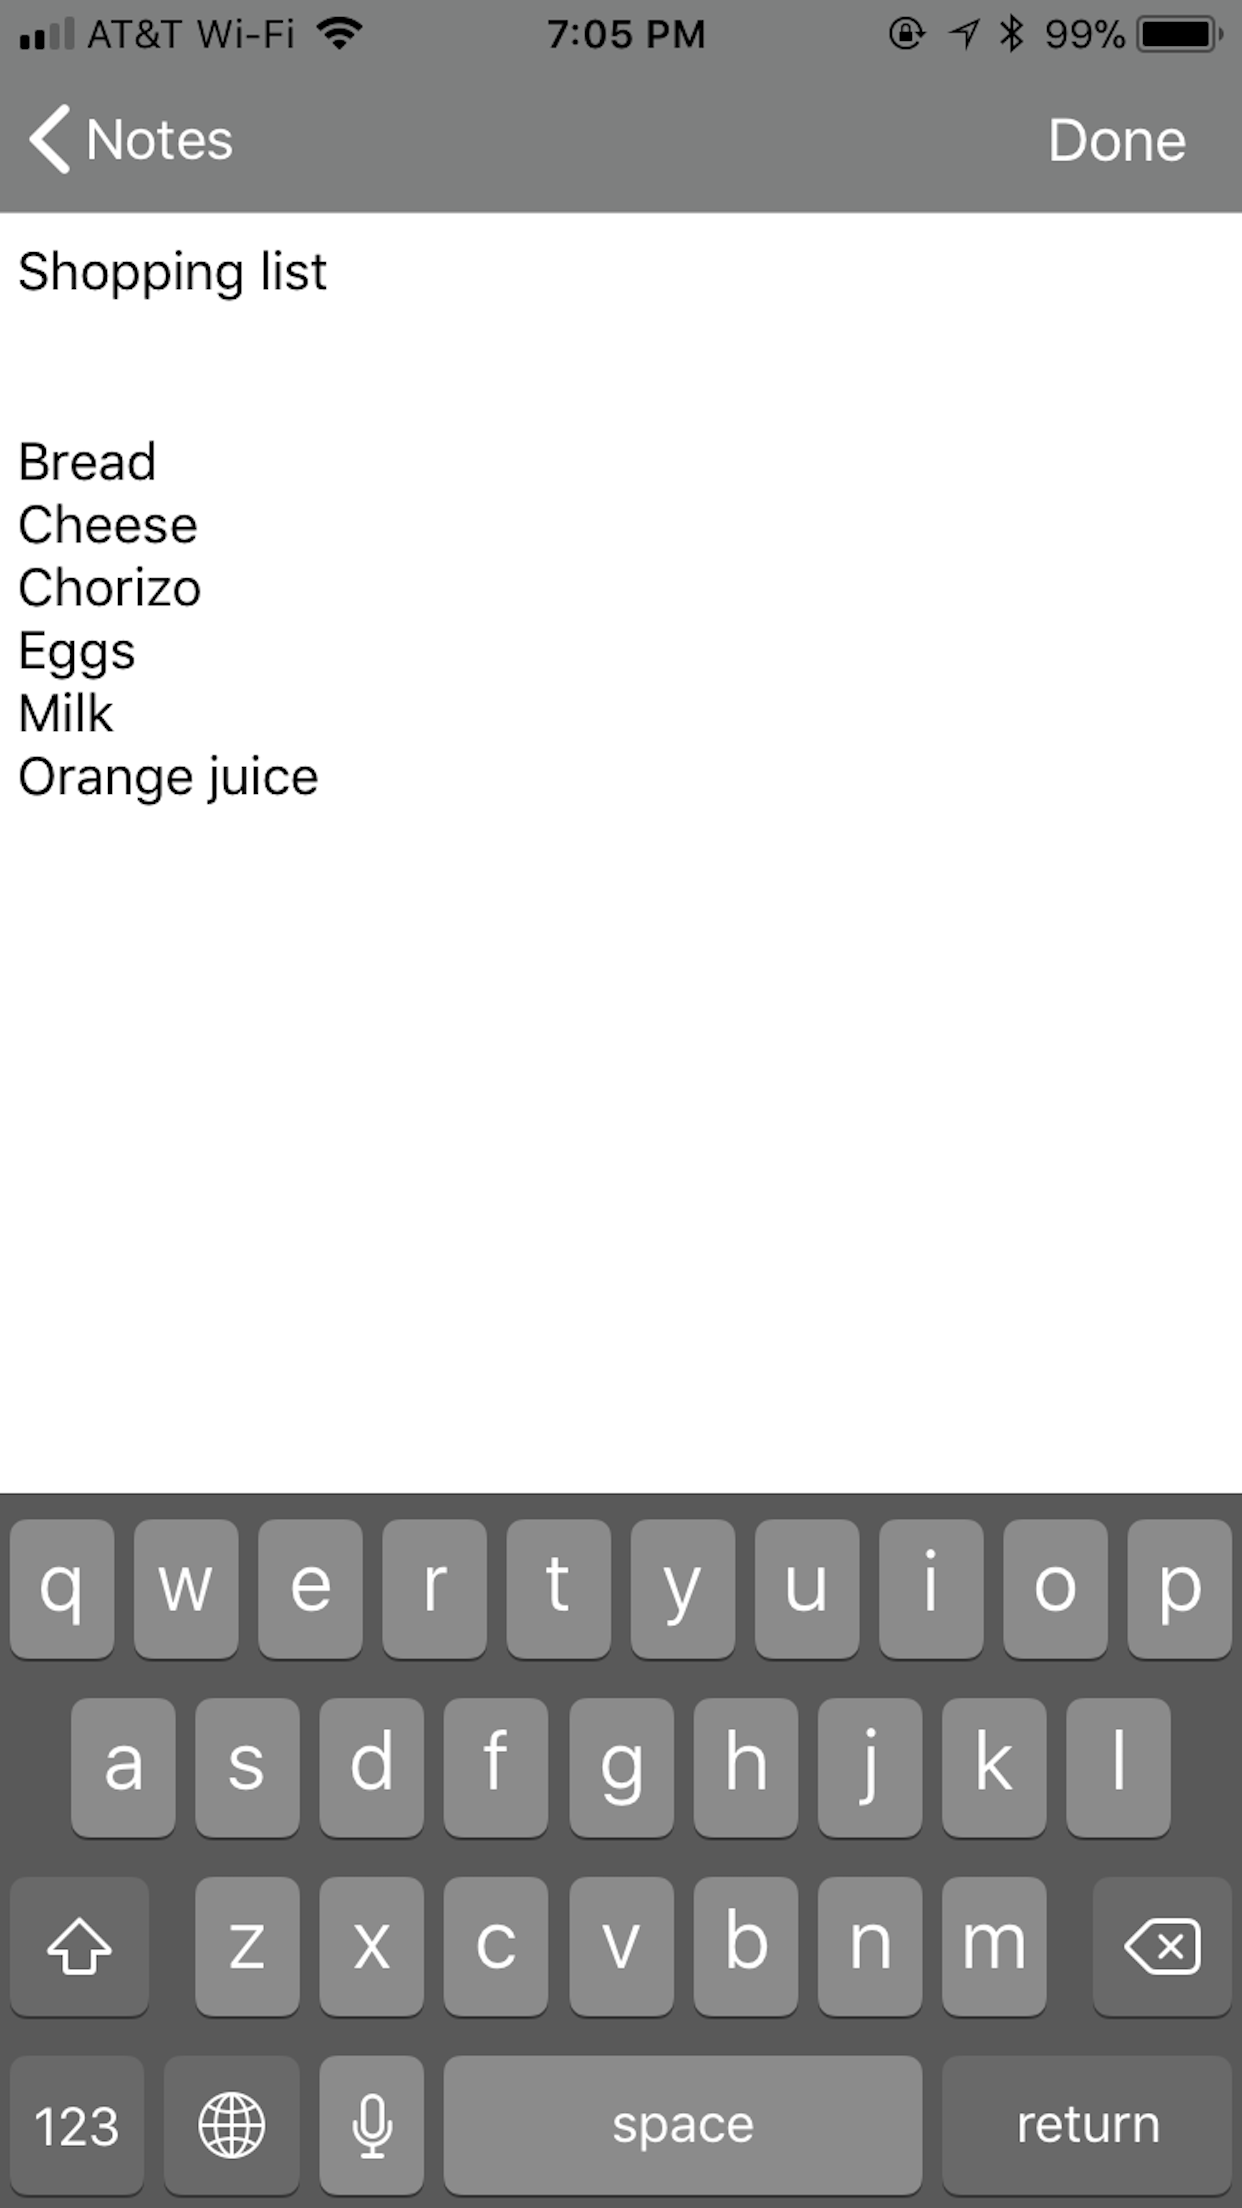 AT&T Wi-Fi 7:05 PM 99%
Notes Done
Shopping list
Bread
Cheese
Chorizo
Eggs
Milk
Orange juice
q w e r t y u i o p
a s d f g h j k l
z x c v b n m
123 space return